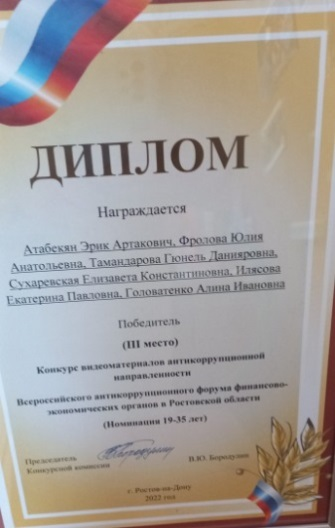 ДИПЛОМ
Награждается
Атабекян Эрик Артакович, Фролова Юлия
Анатольевна, Тамандарова Гюнель Данияровна,
Сухаревская Елизавета Константиновна, Илясова
Екатерина Павловна, Головатенко Алина Ивановна
Победитель
(III место)
Конкурс видеоматериалов антикоррупционной
направленности
Всероссийского антикоррупционного форума финансово-
экономических органов в Ростовской области
(Номинация 19-35 лет)
Председатель
Конкурсной комиссии
В.Ю. Бородулин
г. Ростов-на-Дону
2022 год